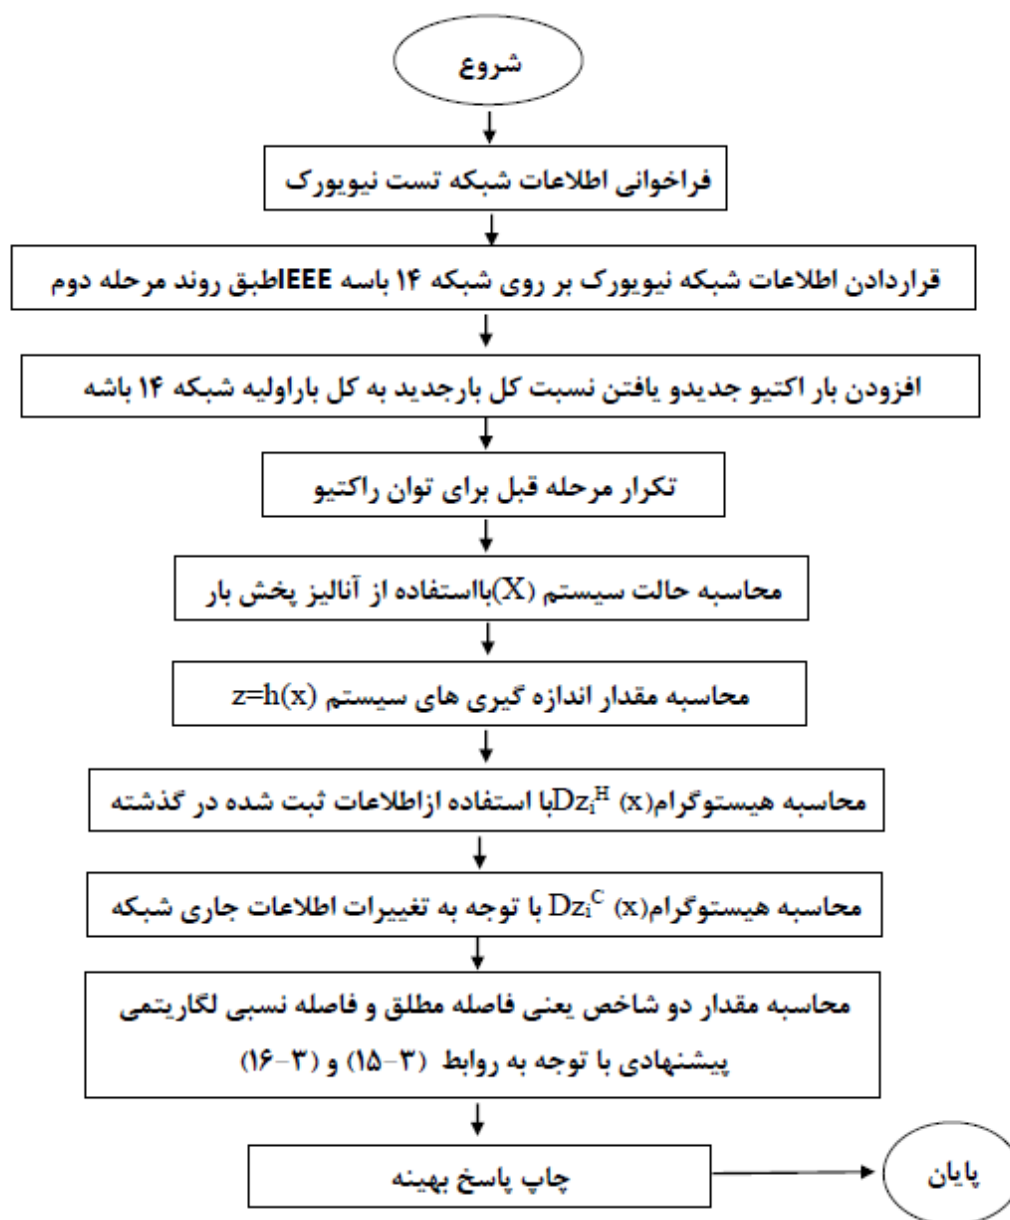 شروع
فراخوانی اطلاعات شبکه تست نیویورک
قراردادن اطلاعات شبکه نیویورک بر روی شبکه ۱۴ باسه IEEEطبق روند مرحله دوم
افزودن بار اکتیو جدیدو یافتن نسبت کل بارجدید به کل باراولیه شبکه ۱۴ باشه
تکرار مرحله قبل برای توان راکتیو
محاسبه حالت سیستم (X)بااستفاده از آنالیز پخش بار
محاسبه مقدار اندازه گیری های سیستم z=h(x)
محاسبه هیستوگرام Dzᵢᴴ (x)با استفاده ازاطلاعات ثبت شده در گذشته
محاسبه هیستوگرام Dzᵢᶜ (x) با توجه به تغییرات اطلاعات جاری شبکه
محاسبه مقدار دو شاخص یعنی فاصله مطلق و فاصله نسبی لگاریتمی
پیشنهادی با توجه به روابط (۳-۱۵) و (۳-۱۶)
چاپ پاسخ بهینه
پایان